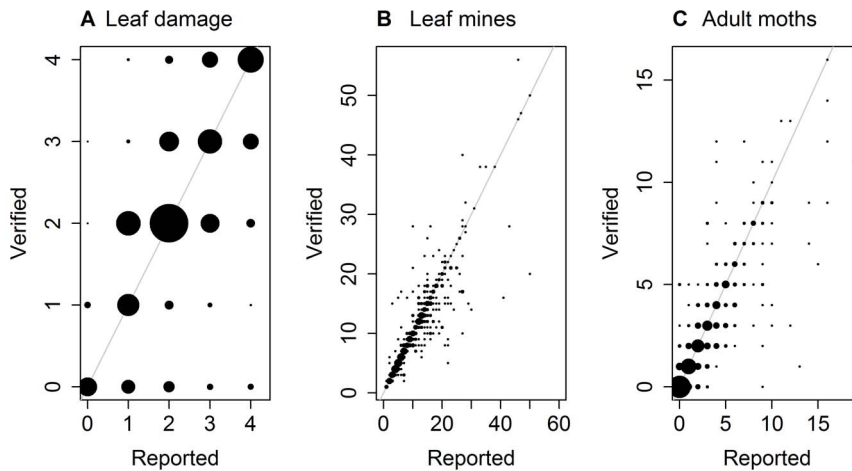 A Leaf damage
Verified
4
3
2
1
0
0 1 2 3 4
Reported
B Leaf mines
Verified
50
40
30
20
10
0
0 20 40 60
Reported
C Adult moths
Verified
15
10
5
0
0 5 10 15
Reported